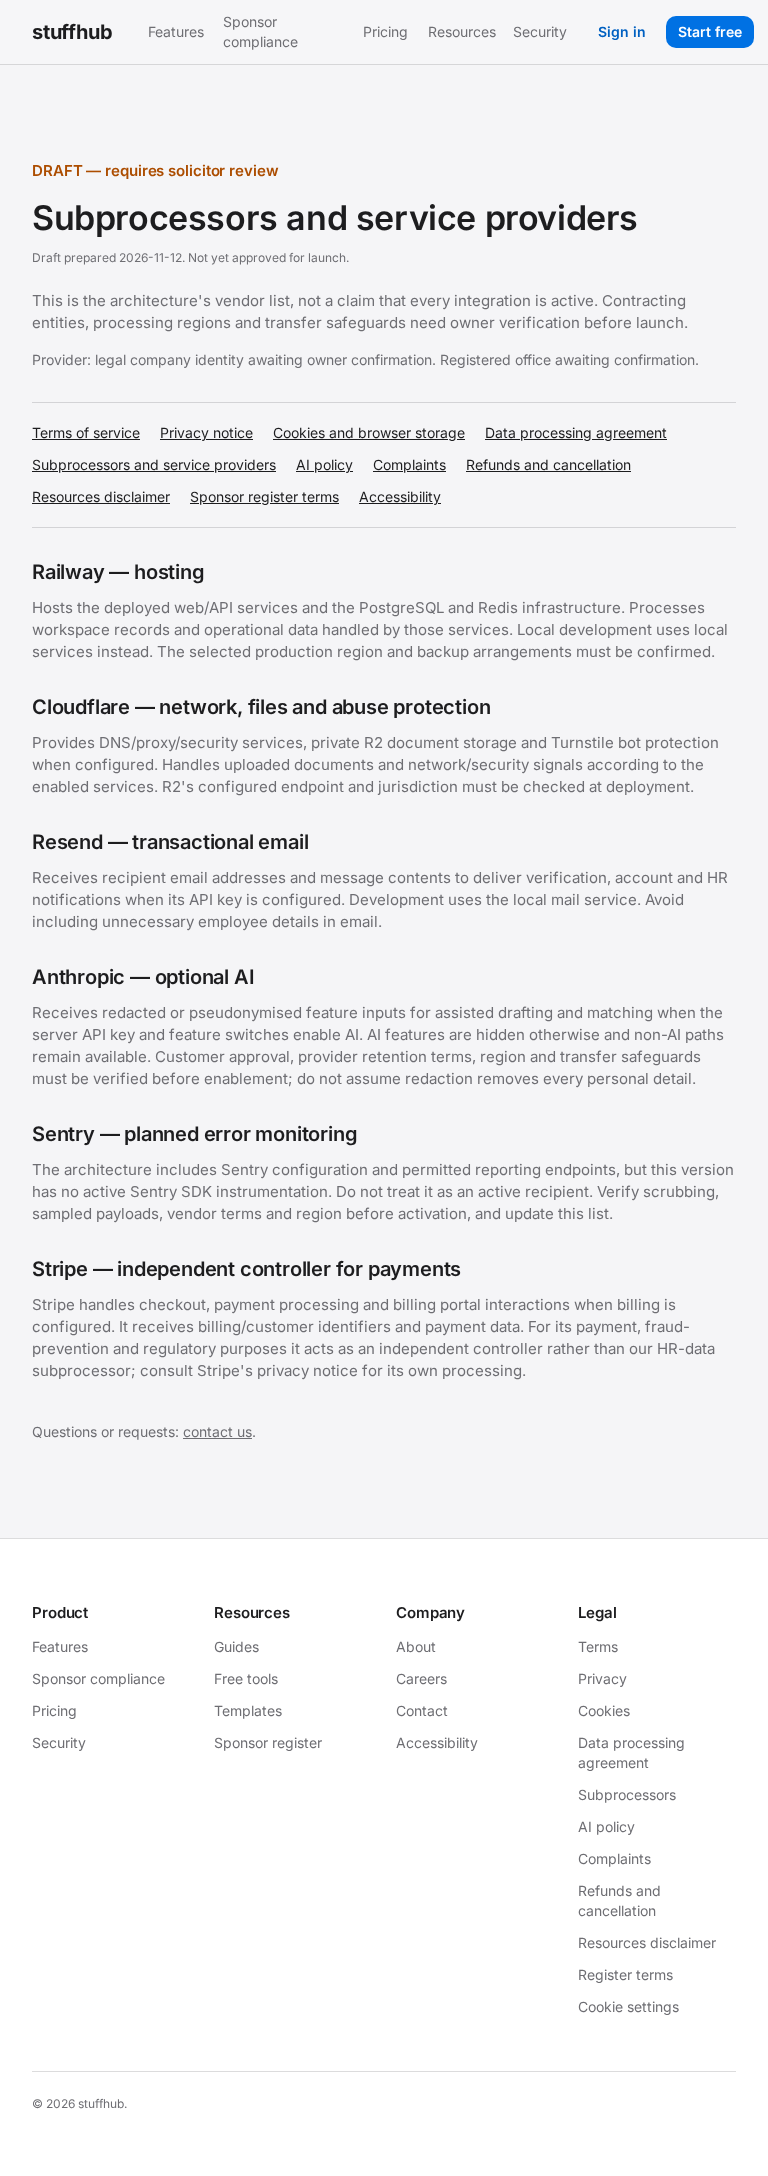 stuffhub
Features
Sponsor
compliance
Pricing
Resources
Security
Sign in
Start free
DRAFT — requires solicitor review
Subprocessors and service providers
Draft prepared 2026-11-12. Not yet approved for launch.
This is the architecture's vendor list, not a claim that every integration is active. Contracting
entities, processing regions and transfer safeguards need owner verification before launch.
Provider: legal company identity awaiting owner confirmation. Registered office awaiting confirmation.
Terms of service Privacy notice Cookies and browser storage Data processing agreement
Subprocessors and service providers AI policy Complaints Refunds and cancellation
Resources disclaimer Sponsor register terms Accessibility
Railway — hosting
Hosts the deployed web/API services and the PostgreSQL and Redis infrastructure. Processes
workspace records and operational data handled by those services. Local development uses local
services instead. The selected production region and backup arrangements must be confirmed.
Cloudflare — network, files and abuse protection
Provides DNS/proxy/security services, private R2 document storage and Turnstile bot protection
when configured. Handles uploaded documents and network/security signals according to the
enabled services. R2's configured endpoint and jurisdiction must be checked at deployment.
Resend — transactional email
Receives recipient email addresses and message contents to deliver verification, account and HR
notifications when its API key is configured. Development uses the local mail service. Avoid
including unnecessary employee details in email.
Anthropic — optional AI
Receives redacted or pseudonymised feature inputs for assisted drafting and matching when the
server API key and feature switches enable AI. AI features are hidden otherwise and non-AI paths
remain available. Customer approval, provider retention terms, region and transfer safeguards
must be verified before enablement; do not assume redaction removes every personal detail.
Sentry — planned error monitoring
The architecture includes Sentry configuration and permitted reporting endpoints, but this version
has no active Sentry SDK instrumentation. Do not treat it as an active recipient. Verify scrubbing,
sampled payloads, vendor terms and region before activation, and update this list.
Stripe — independent controller for payments
Stripe handles checkout, payment processing and billing portal interactions when billing is
configured. It receives billing/customer identifiers and payment data. For its payment, fraud-
prevention and regulatory purposes it acts as an independent controller rather than our HR-data
subprocessor; consult Stripe's privacy notice for its own processing.
Questions or requests: contact us.
Product
Features
Sponsor compliance
Pricing
Security
Resources
Guides
Free tools
Templates
Sponsor register
Company
About
Careers
Contact
Accessibility
Legal
Terms
Privacy
Cookies
Data processing
agreement
Subprocessors
AI policy
Complaints
Refunds and
cancellation
Resources disclaimer
Register terms
Cookie settings
© 2026 stuffhub.